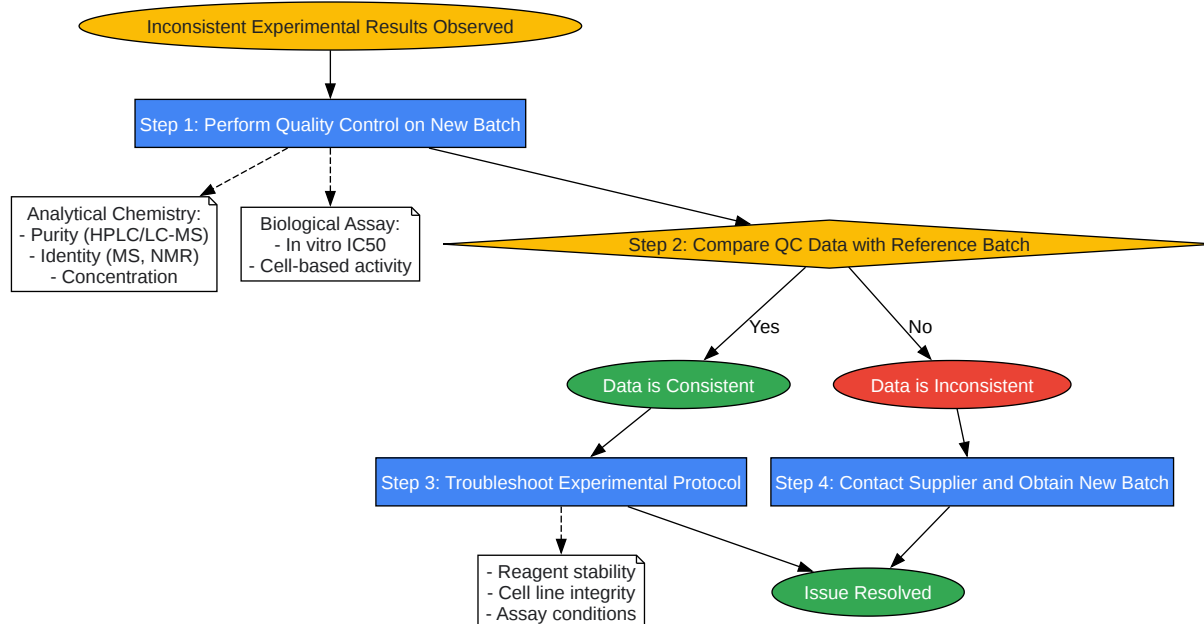 Inconsistent Experimental Results Observed
Step 1: Perform Quality Control on New Batch
Analytical Chemistry:
- Purity (HPLC/LC-MS)
- Identity (MS, NMR)
- Concentration
Biological Assay:
- In vitro IC50
- Cell-based activity
Step 2: Compare QC Data with Reference Batch
Yes
No
Data is Consistent
Data is Inconsistent
Step 3: Troubleshoot Experimental Protocol
Step 4: Contact Supplier and Obtain New Batch
- Reagent stability
- Cell line integrity
- Assay conditions
Issue Resolved